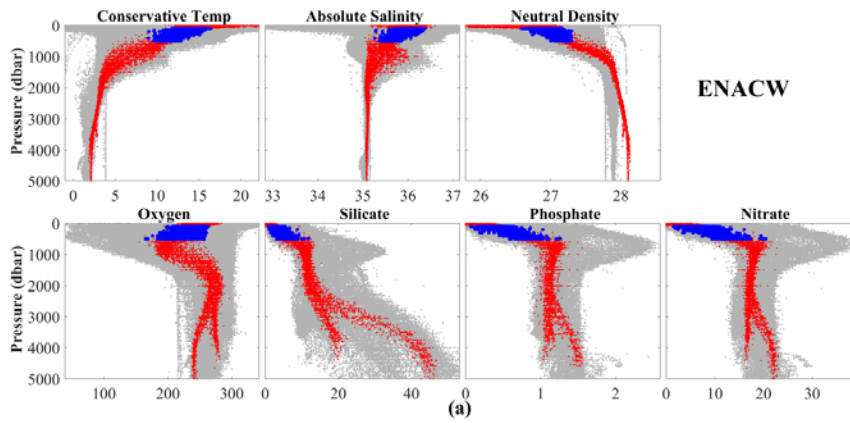 Conservative Temp Absolute Salinity Neutral Density
0
1000
2000
3000
4000
5000
Pressure (dbar)
ENACW
0 5 10 15 20 33 34 35 36 37 26 27 28
Oxygen Silicate Phosphate Nitrate
0
1000
2000
3000
4000
5000
Pressure (dbar)
100 200 300 0 20 40 0 1 2 0 10 20 30
(a)